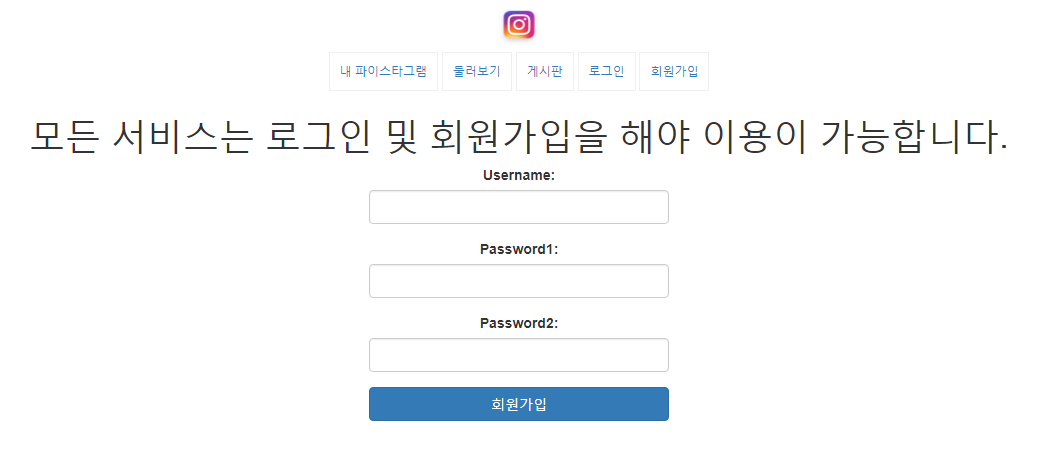 내 파이스타그램 둘러보기 게시판 로그인 회원가입
모든 서비스는 로그인 및 회원가입을 해야 이용이 가능합니다.
Username:
Password1:
Password2:
회원가입